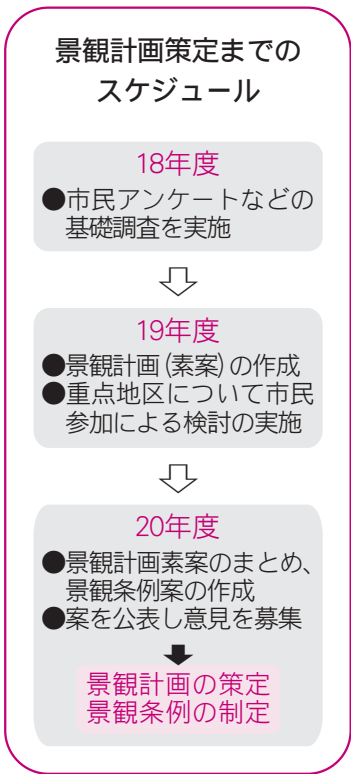 景観計画策定までの
スケジュール
18年度
●市民アンケートなどの
基礎調査を実施
19年度
●景観計画(素案)の作成
●重点地区について市民
参加による検討の実施
20年度
●景観計画素案のまとめ、
景観条例案の作成
●案を公表し意見を募集
景観計画の策定
景観条例の制定